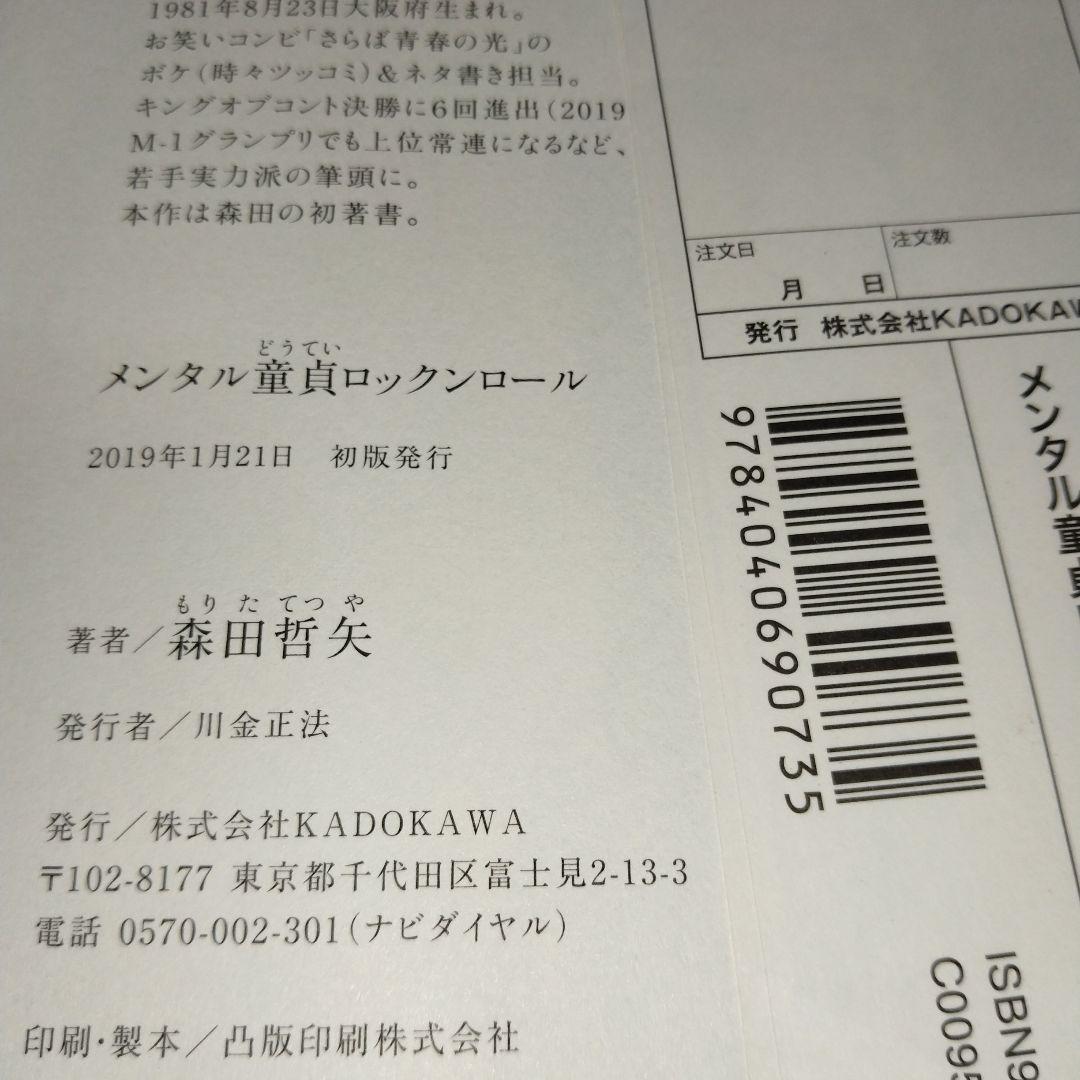 1981年8月23日大阪府生まれ。
お笑いコンビ「さらば青春の光」の
ボケ(時々ツッコミ)&ネタ書き担当。
キングオブコント決勝に6回進出(2019
M-1グランプリでも上位常連になるなど、
若手実力派の筆頭に。
本作は森田の初著書。
どうてい
メンタル童貞ロックンロール
2019年1月21日　初版発行
もり た てつ や
著者／森田哲矢
発行者／川金正法
発行／株式会社KADOKAWA
〒102-8177 東京都千代田区富士見2-13-3
電話 0570-002-301(ナビダイヤル)
印刷・製本／凸版印刷株式会社
注文日
月　日
注文数
発行 株式会社KADOKAW
9784040690735
メンタル童貞
ISBN9
C0095